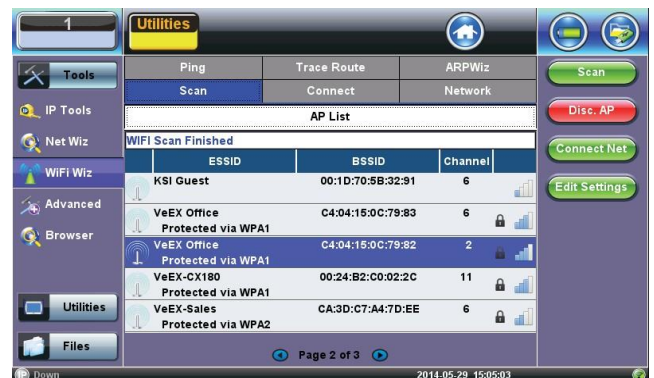 1
Utilities
Tools
IP Tools
Net Wiz
WiFi Wiz
Advanced
Browser
Utilities
Files
Ping Trace Route ARPWiz
Scan Connect Network
AP List
WIFI Scan Finished
ESSID BSSID Channel
KSI Guest 00:1D:70:5B:32:91 6
VeEX Office C4:04:15:0C:79:83 6
Protected via WPA1
VeEX Office C4:04:15:0C:79:82 2
Protected via WPA1
VeEX-CX180 00:24:B2:C0:02:2C 11
Protected via WPA1
VeEX-Sales CA:3D:C7:A4:7D:EE 6
Protected via WPA2
Page 2 of 3
Scan
Disc. AP
Connect Net
Edit Settings
IP Down 2014-05-29 15:05:03